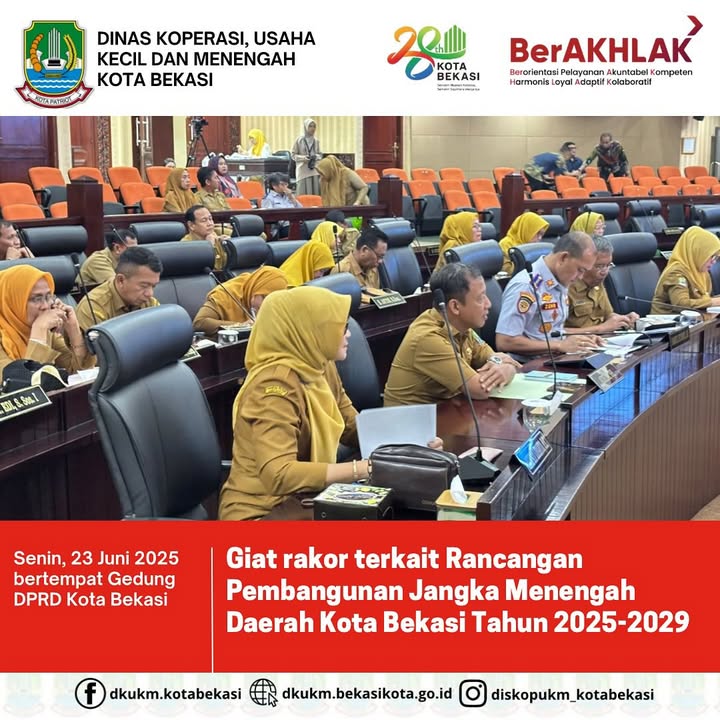 DINAS KOPERASI, USAHA
KECIL DAN MENENGAH
KOTA BEKASI
KOTA PATRIOT
28th
KOTA
BEKASI
BerAKHLAK
Berorientasi Pelayanan Akuntabel Kompeten
Harmonis Loyal Adaptif Kolaboratif
Senin, 23 Juni 2025
bertempat Gedung
DPRD Kota Bekasi
Giat rakor terkait Rancangan
Pembangunan Jangka Menengah
Daerah Kota Bekasi Tahun 2025-2029
dkukm.kotabekasi
dkukm.bekasikota.go.id
diskopukm_kotabekasi